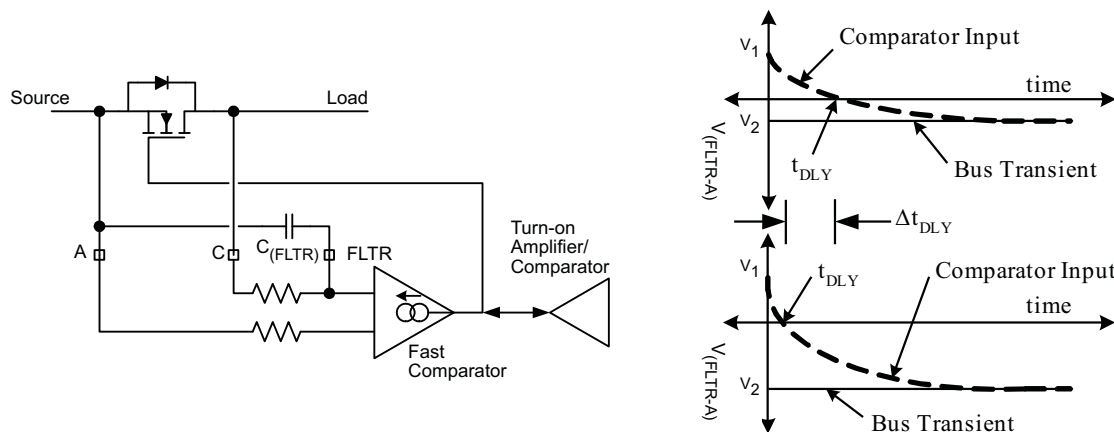 Source
Load
A
C
C(FLTR)
FLTR
Turn-on
Amplifier/
Comparator
Fast
Comparator
V1
Comparator Input
time
V2
V(FLTR-A)
Bus Transient
tDLY
ΔtDLY
V1
tDLY
Comparator Input
time
V(FLTR-A)
V2
Bus Transient